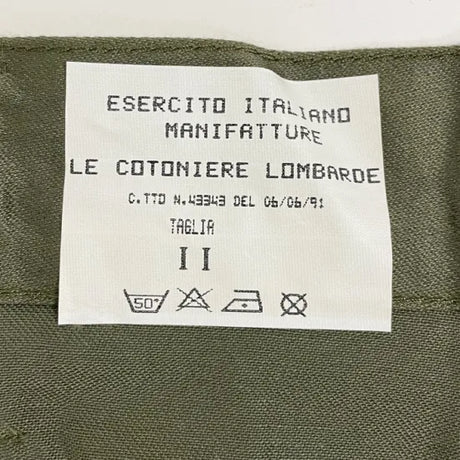 ESERCITO ITALIANO
MANIFATTURE
LE COTONIERE LOMBARDE
C.TTO N.43343 DEL 06/06/91
TAGLIA
II
50°